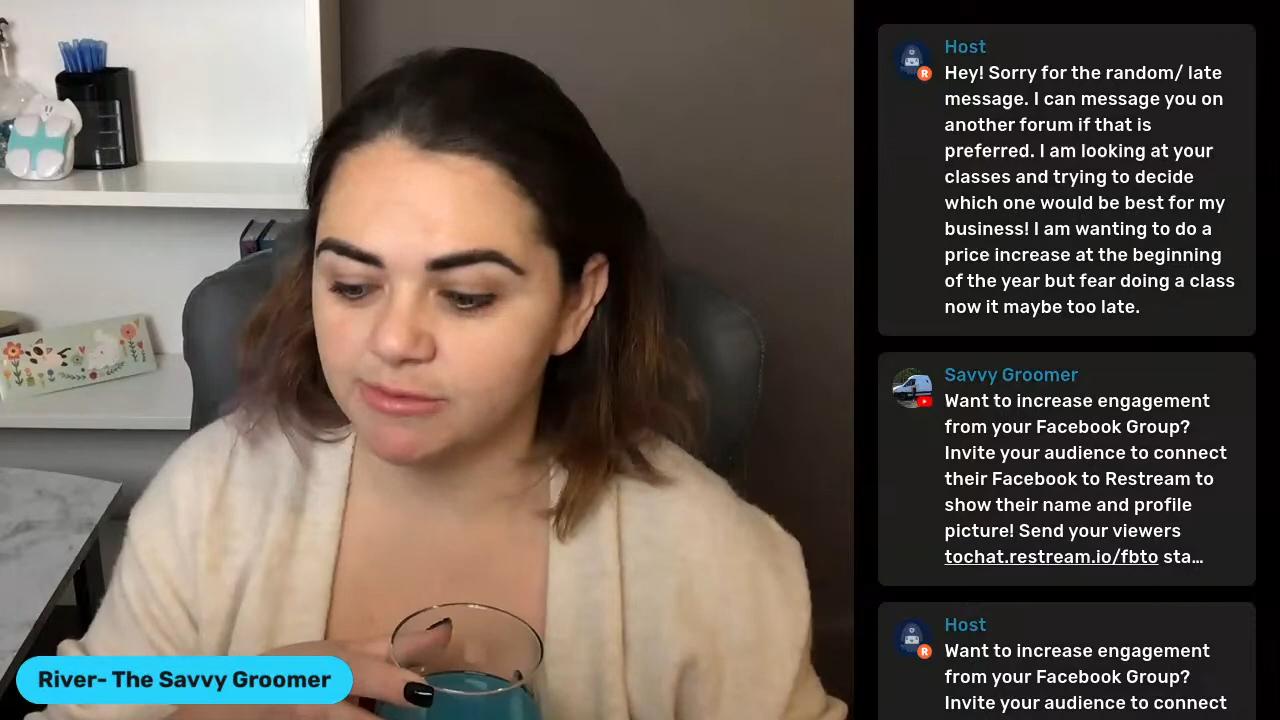 Host
Hey! Sorry for the random/ late
message. I can message you on
another forum if that is
preferred. I am looking at your
classes and trying to decide
which one would be best for my
business! I am wanting to do a
price increase at the beginning
of the year but fear doing a class
now it maybe too late.
Savvy Groomer
Want to increase engagement
from your Facebook Group?
Invite your audience to connect
their Facebook to Restream to
show their name and profile
picture! Send your viewers
tochat.restream.io/fbto sta…
Host
Want to increase engagement
from your Facebook Group?
Invite your audience to connect
River- The Savvy Groomer